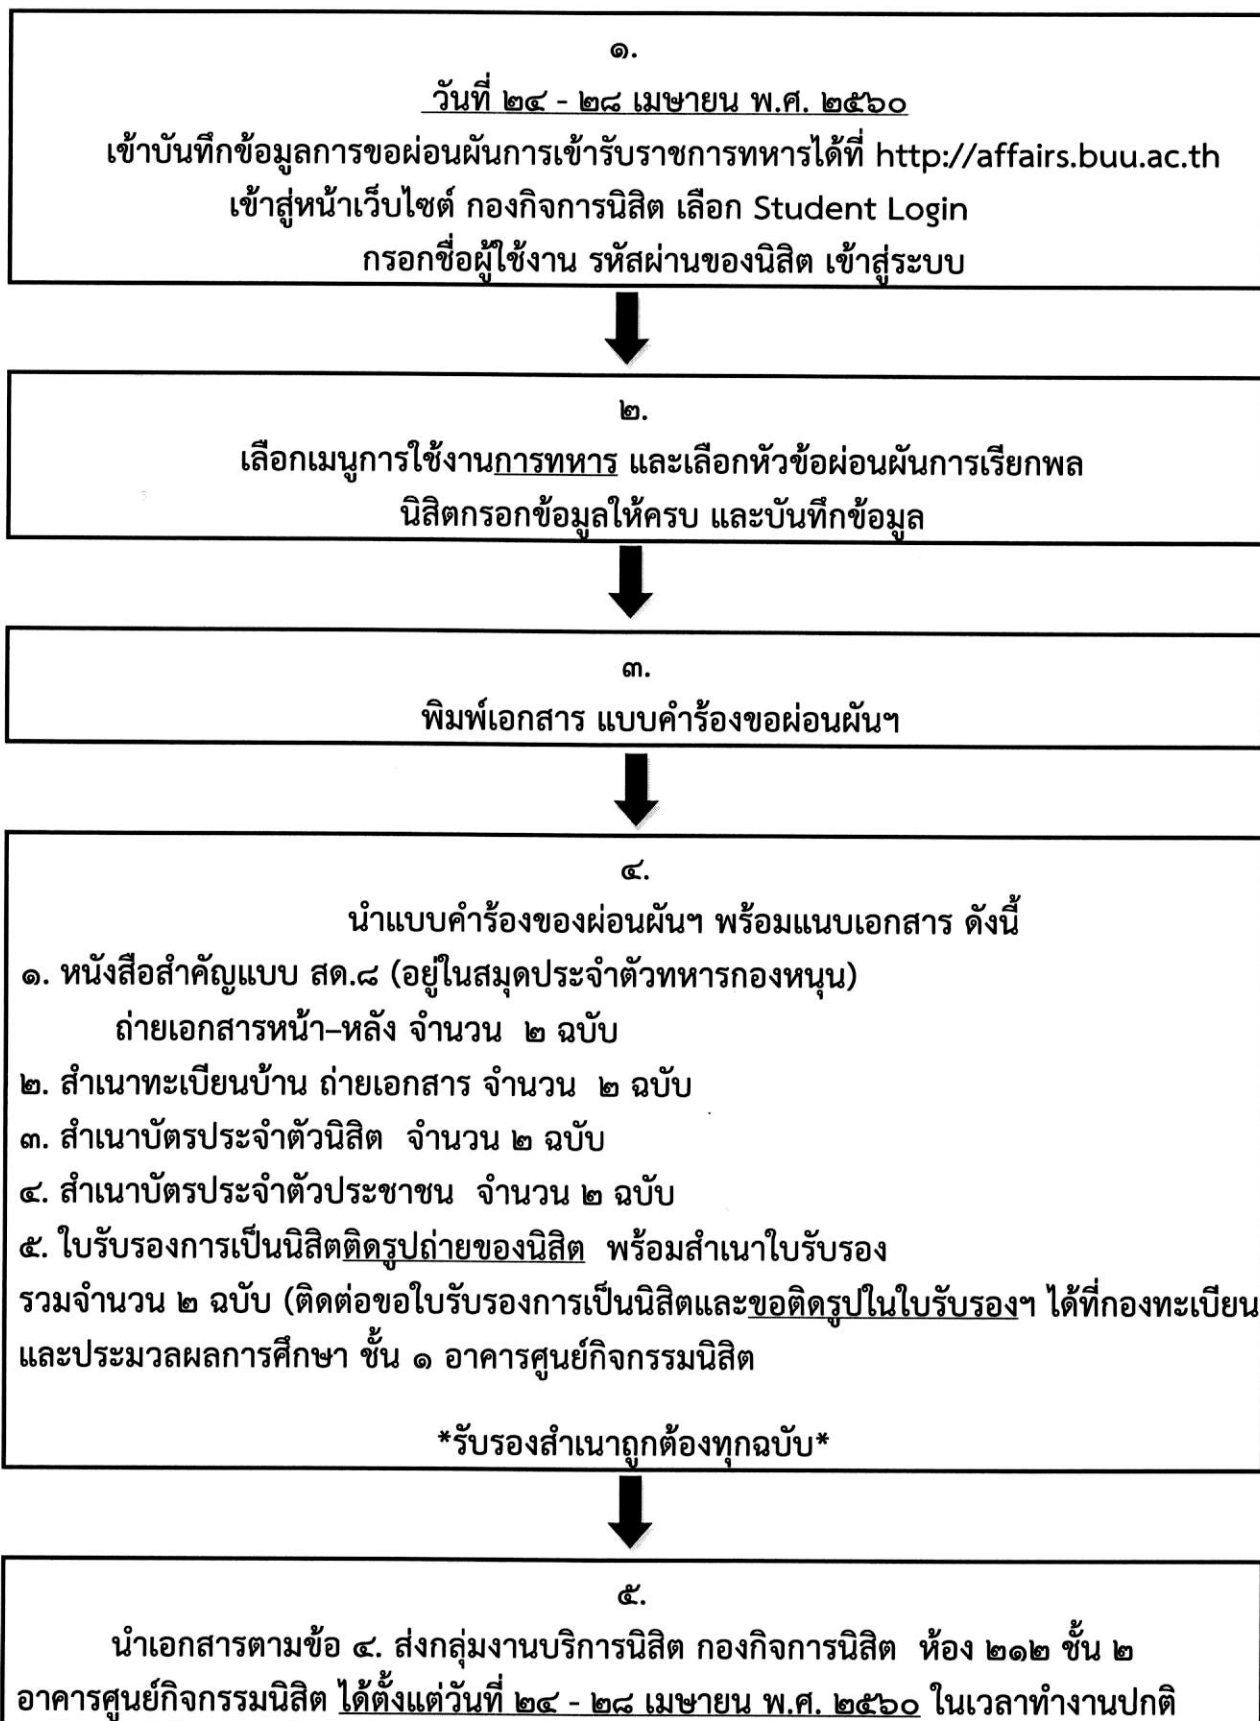 ๑.
วันที่ ๒๔ - ๒๘ เมษายน พ.ศ. ๒๕๖๐
เข้าบันทึกข้อมูลการขอผ่อนผันการเข้ารับราชการทหารได้ที่ http://affairs.buu.ac.th
เข้าสู่หน้าเว็บไซต์ กองกิจการนิสิต เลือก Student Login
กรอกชื่อผู้ใช้งาน รหัสผ่านของนิสิต เข้าสู่ระบบ
๒.
เลือกเมนูการใช้งานการทหาร และเลือกหัวข้อผ่อนผันการเรียกพล
นิสิตกรอกข้อมูลให้ครบ และบันทึกข้อมูล
๓.
พิมพ์เอกสาร แบบคำร้องขอผ่อนผันฯ
๔.
นำแบบคำร้องของผ่อนผันฯ พร้อมแนบเอกสาร ดังนี้
๑. หนังสือสำคัญแบบ สด.๘ (อยู่ในสมุดประจำตัวทหารกองหนุน)
ถ่ายเอกสารหน้า–หลัง จำนวน ๒ ฉบับ
๒. สำเนาทะเบียนบ้าน ถ่ายเอกสาร จำนวน ๒ ฉบับ
๓. สำเนาบัตรประจำตัวนิสิต จำนวน ๒ ฉบับ
๔. สำเนาบัตรประจำตัวประชาชน จำนวน ๒ ฉบับ
๕. ใบรับรองการเป็นนิสิตติดรูปถ่ายของนิสิต พร้อมสำเนาใบรับรอง
รวมจำนวน ๒ ฉบับ (ติดต่อขอใบรับรองการเป็นนิสิตและขอติดรูปในใบรับรองฯ ได้ที่กองทะเบียน
และประมวลผลการศึกษา ชั้น ๑ อาคารศูนย์กิจกรรมนิสิต
*รับรองสำเนาถูกต้องทุกฉบับ*
๕.
นำเอกสารตามข้อ ๔. ส่งกลุ่มงานบริการนิสิต กองกิจการนิสิต ห้อง ๒๑๒ ชั้น ๒
อาคารศูนย์กิจกรรมนิสิต ได้ตั้งแต่วันที่ ๒๔ - ๒๘ เมษายน พ.ศ. ๒๕๖๐ ในเวลาทำงานปกติ